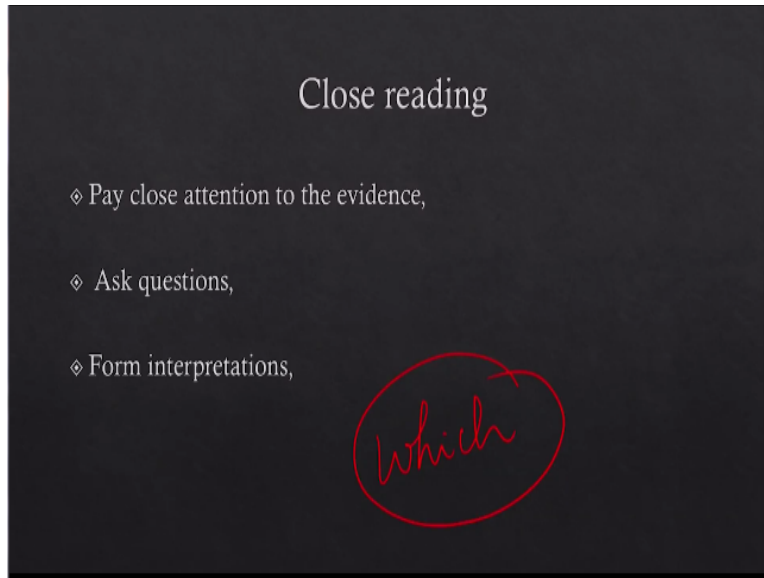 Close reading
Pay close attention to the evidence,
Ask questions,
Form interpretations,
which